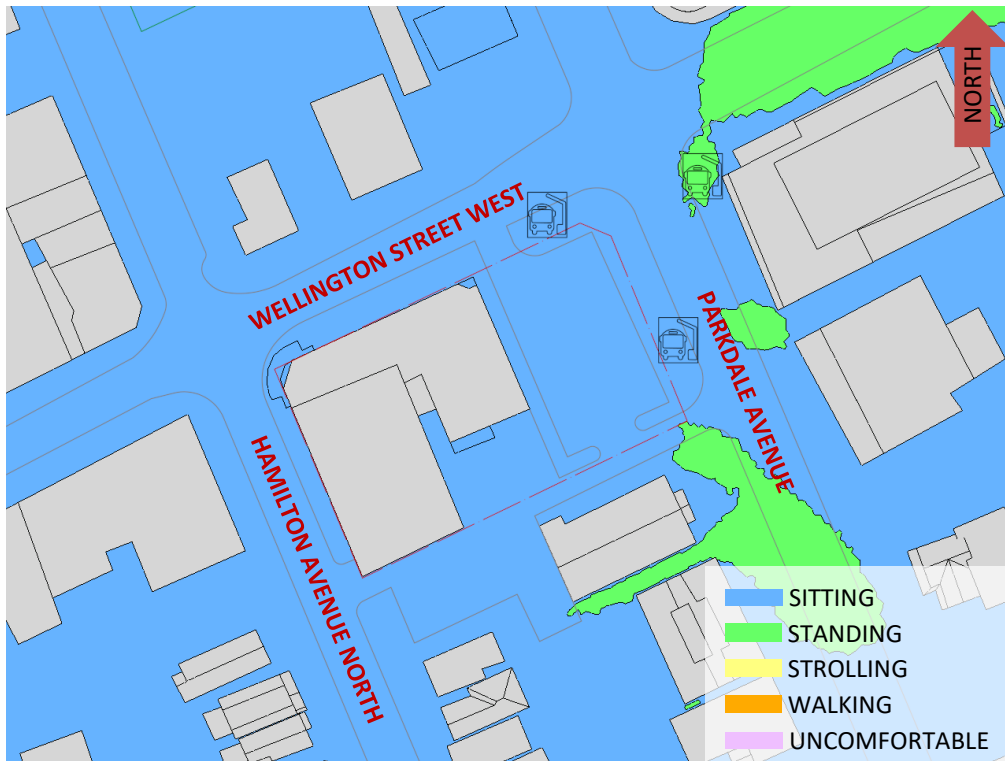 NORTH
WELLINGTON STREET WEST
PARKDALE AVENUE
HAMILTON AVENUE NORTH
SITTING
STANDING
STROLLING
WALKING
UNCOMFORTABLE